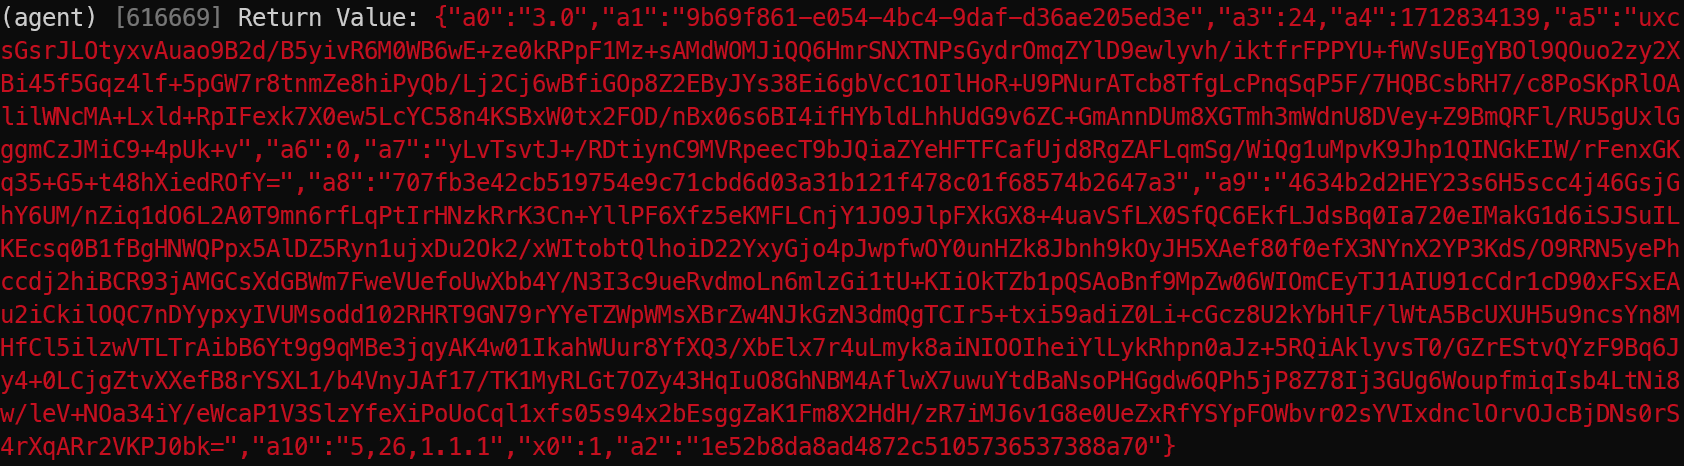 (agent) [616669] Return Value: {"a0":"3.0","a1":"9b69f861-e054-4bc4-9daf-d36ae205ed3e","a3":24,"a4":1712834139,"a5":"uxc
sGsrJLOtyxvAuao9B2d/B5yivR6M0WB6wE+ze0kRPpF1Mz+sAMdWOMJiQQ6HmrSNXTNPsGydrOmqZYlD9ewlyvh/iktfrFPPYU+fWVsUEgYBOl9QOuo2zy2X
Bi45f5Gqz4lf+5pGW7r8tnmZe8hiPyQb/Lj2Cj6wBfiGOp8Z2EByJYs38Ei6gbVcC1OIlHoR+U9PNurATcb8TfgLcPnqSqP5F/7HQBCsbRH7/c8PoSKpRlOA
lilWNcMA+Lxld+RpIFexk7X0ew5LcYC58n4KSBxW0tx2FOD/nBx06s6BI4ifHYbldLhhUdG9v6ZC+GmAnnDUm8XGTmh3mWdnU8DVey+Z9BmQRFl/RU5gUxlG
ggmCzJMiC9+4pUk+v","a6":0,"a7":"yLvTsvtJ+/RDtiynC9MVRpeecT9bJQiaZYeHFTFCafUjd8RgZAFLqmSg/WiQg1uMpvK9Jhp1QINGkEIW/rFenxGK
q35+G5+t48hXiedROfY=","a8":"707fb3e42cb519754e9c71cbd6d03a31b121f478c01f68574b2647a3","a9":"4634b2d2HEY23s6H5scc4j46GsjG
hY6UM/nZiq1dO6L2A0T9mn6rfLqPtIrHNzkRrK3Cn+YllPF6Xfz5eKMFLCnjY1JO9JlpFXkGX8+4uavSfLX0SfQC6EkfLJdsBq0Ia720eIMakG1d6iSJSuIL
KEcsq0B1fBgHNWQPpx5AlDZ5Ryn1ujxDu2Ok2/xWItobtQlhoiD22YxyGjo4pJwpfwOY0unHZk8Jbnh9kOyJH5XAef80f0efX3NYnX2YP3KdS/O9RRN5yePh
ccdj2hiBCR93jAMGCsXdGBWm7FweVUefoUwXbb4Y/N3I3c9ueRvdmoLn6mlzGi1tU+KIiOkTZb1pQSAoBnf9MpZw06WIOmCEyTJ1AIU91cCdr1cD90xFSxEA
u2iCkilOQC7nDYypxyIVUMsodd102RHRT9GN79rYYeTZWpWMsXBrZw4NJkGzN3dmQgTCIr5+txi59adiZ0Li+cGcz8U2kYbHlF/lWtA5BcUXUH5u9ncsYn8M
HfCl5ilzwVTLTrAibB6Yt9g9qMBe3jqyAK4w01IkahWUur8YfXQ3/XbElx7r4uLmyk8aiNIOOIheiYlLykRhpn0aJz+5RQiAklyvsT0/GZrEStvQYzF9Bq6J
y4+0LCjgZtvXXefB8rYSXL1/b4VnyJAf17/TK1MyRLGt7OZy43HqIuO8GhNBM4AflwX7uwuYtdBaNsoPHGgdw6QPh5jP8Z78Ij3GUg6WoupfmiqIsb4LtNi8
w/leV+NOa34iY/eWcaP1V3SlzYfeXiPoUoCql1xfs05s94x2bEsggZaK1Fm8X2HdH/zR7iMJ6v1G8e0UeZxRfYSYpFOWbvr02sYVIxdnclOrvOJcBjDNs0rS
4rXqARr2VKPJ0bk=","a10":"5,26,1.1.1","x0":1,"a2":"1e52b8da8ad4872c5105736537388a70"}